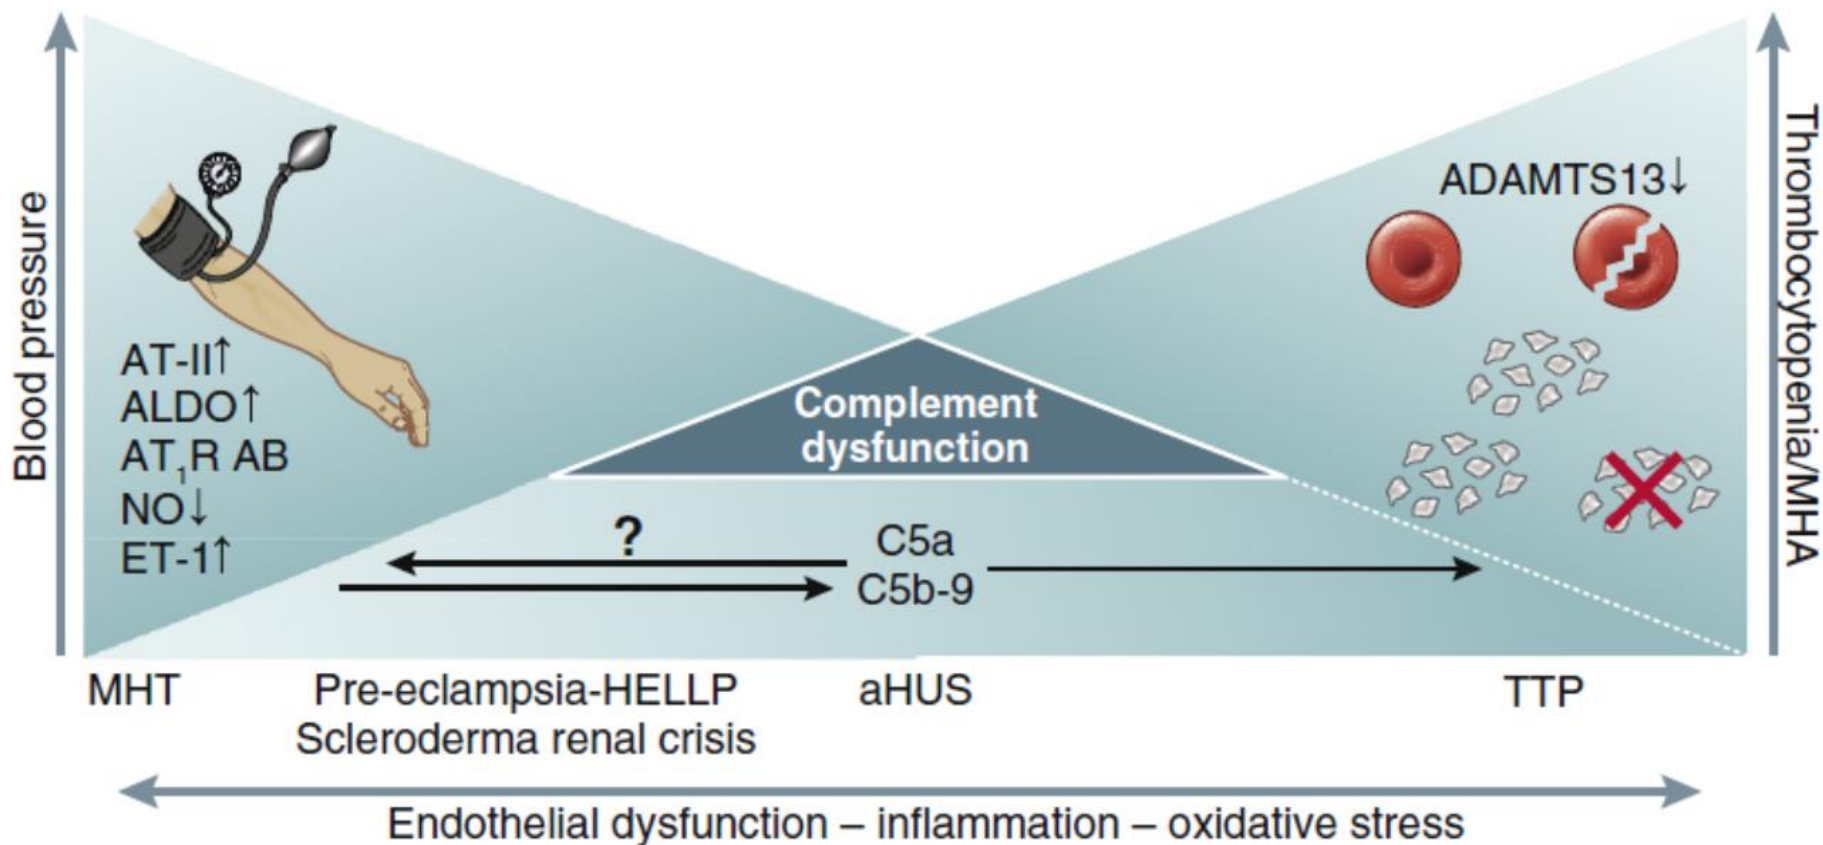 Blood pressure
AT-II↑
ALDO↑
AT₁R AB
NO↓
ET-1↑
Complement
dysfunction
?
C5a
C5b-9
ADAMTS13↓
Thrombocytopenia/MHA
MHT
Pre-eclampsia-HELLP
Scleroderma renal crisis
aHUS
TTP
Endothelial dysfunction – inflammation – oxidative stress